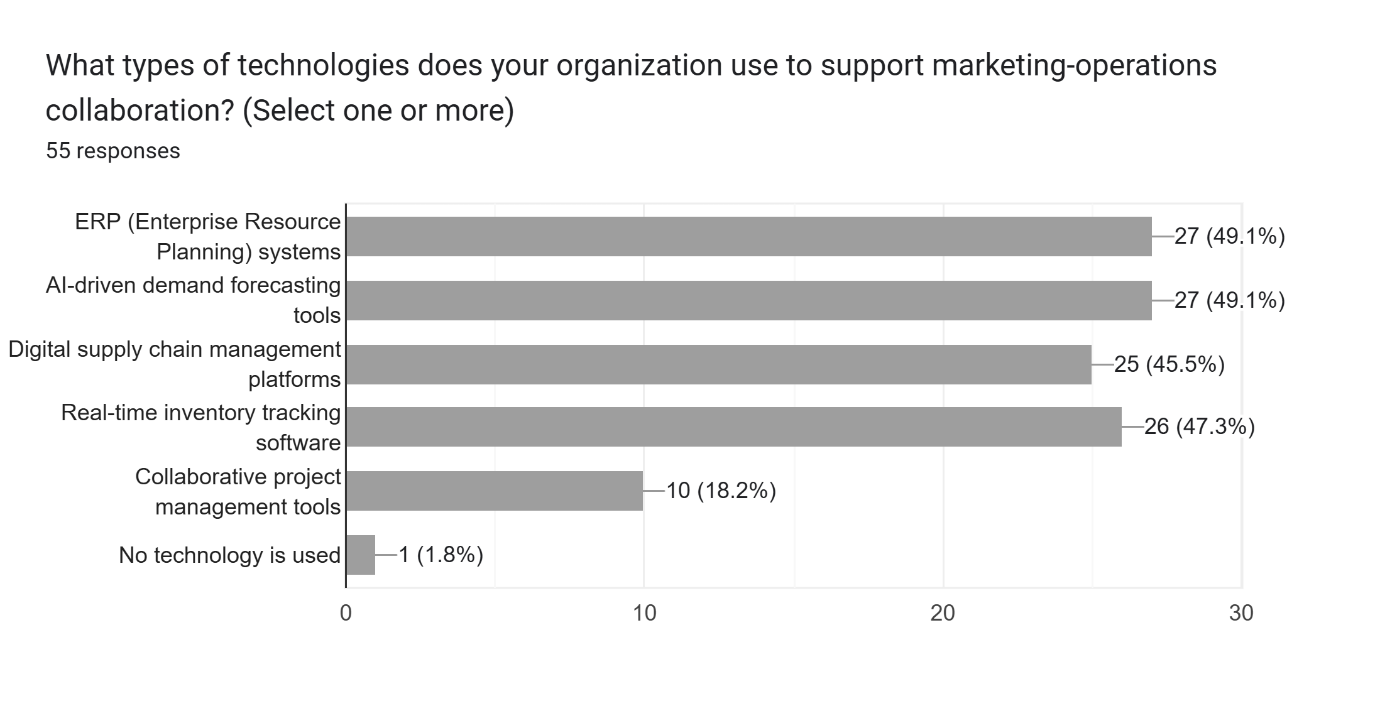 What types of technologies does your organization use to support marketing-operations
collaboration? (Select one or more)
55 responses
ERP (Enterprise Resource
Planning) systems
27 (49.1%)
AI-driven demand forecasting
tools
27 (49.1%)
Digital supply chain management
platforms
25 (45.5%)
Real-time inventory tracking
software
26 (47.3%)
Collaborative project
management tools
10 (18.2%)
No technology is used
1 (1.8%)
0
10
20
30